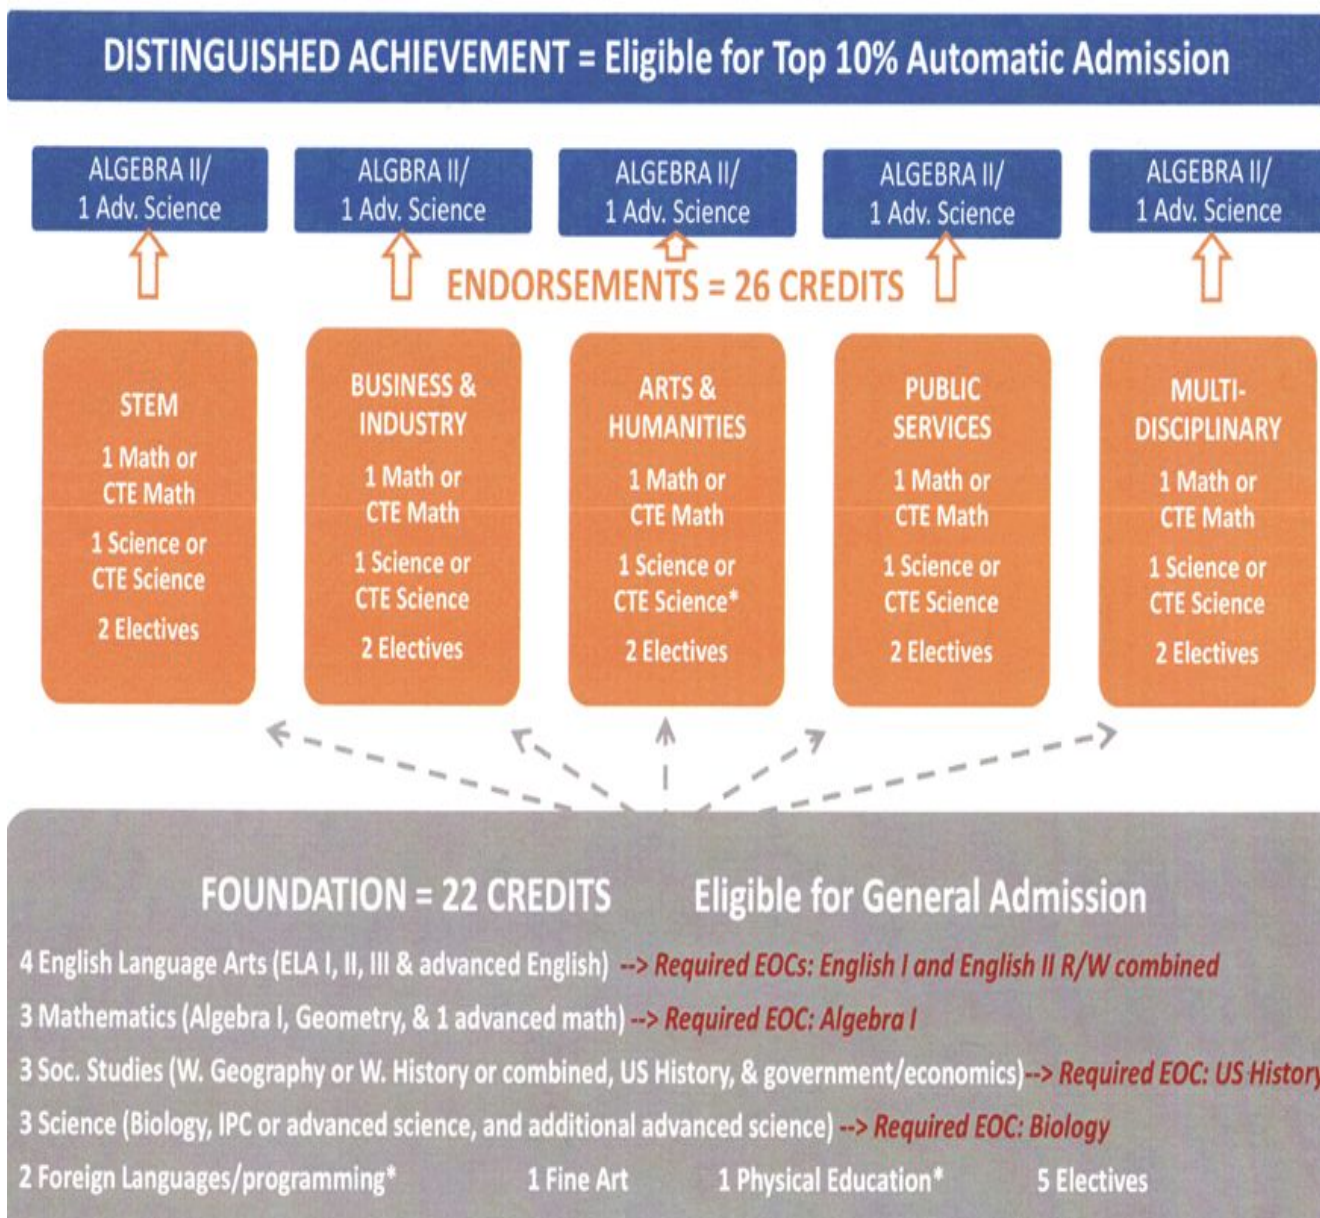 DISTINGUISHED ACHIEVEMENT = Eligible for Top 10% Automatic Admission
ALGEBRA II/
1 Adv. Science
ALGBRA II/
1 Adv. Science
ALGEBRA II/
1 Adv. Science
ALGEBRA II/
1 Adv. Science
ALGEBRA II/
1 Adv. Science
ENDORSEMENTS = 26 CREDITS
STEM
1 Math or
CTE Math
1 Science or
CTE Science
2 Electives
BUSINESS &
INDUSTRY
1 Math or
CTE Math
1 Science or
CTE Science
2 Electives
ARTS &
HUMANITIES
1 Math or
CTE Math
1 Science or
CTE Science*
2 Electives
PUBLIC
SERVICES
1 Math or
CTE Math
1 Science or
CTE Science
2 Electives
MULTI-
DISCIPLINARY
1 Math or
CTE Math
1 Science or
CTE Science
2 Electives
FOUNDATION = 22 CREDITS Eligible for General Admission
4 English Language Arts (ELA I, II, III & advanced English) --> Required EOCs: English I and English II R/W combined
3 Mathematics (Algebra I, Geometry, & 1 advanced math) --> Required EOC: Algebra I
3 Soc. Studies (W. Geography or W. History or combined, US History, & government/economics)--> Required EOC: US History
3 Science (Biology, IPC or advanced science, and additional advanced science) --> Required EOC: Biology
2 Foreign Languages/programming* 1 Fine Art 1 Physical Education* 5 Electives